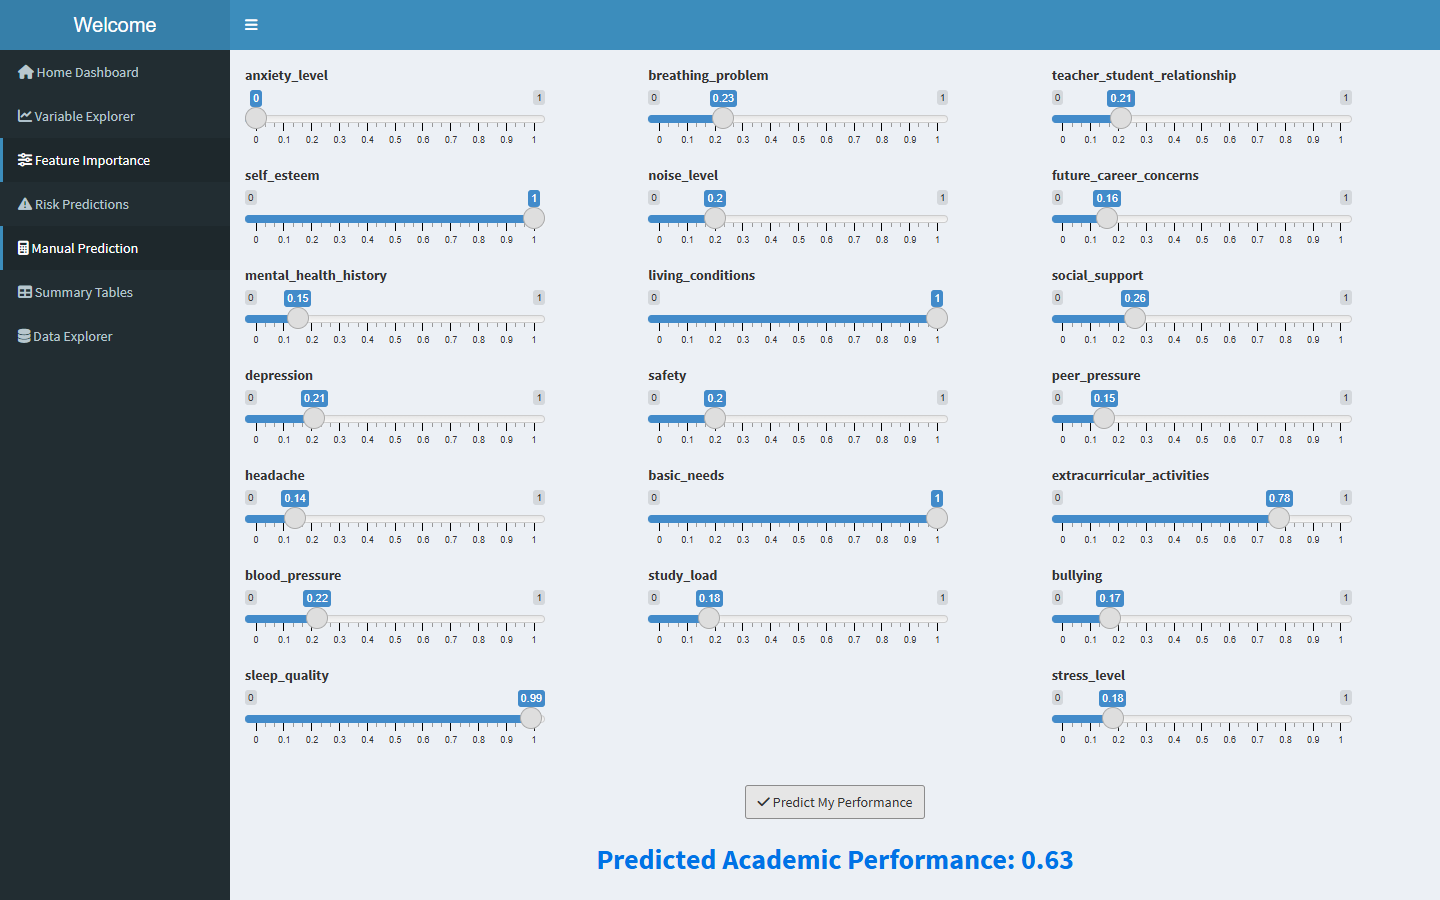 Welcome
Home Dashboard
Variable Explorer
Feature Importance
Risk Predictions
Manual Prediction
Summary Tables
Data Explorer
anxiety_level
0 1
0 0.1 0.2 0.3 0.4 0.5 0.6 0.7 0.8 0.9 1
self_esteem
0 1
0 0.1 0.2 0.3 0.4 0.5 0.6 0.7 0.8 0.9 1
mental_health_history
0 0.15 1
0 0.1 0.2 0.3 0.4 0.5 0.6 0.7 0.8 0.9 1
depression
0 0.21 1
0 0.1 0.2 0.3 0.4 0.5 0.6 0.7 0.8 0.9 1
headache
0 0.14 1
0 0.1 0.2 0.3 0.4 0.5 0.6 0.7 0.8 0.9 1
blood_pressure
0 0.22 1
0 0.1 0.2 0.3 0.4 0.5 0.6 0.7 0.8 0.9 1
sleep_quality
0 0.99
0 0.1 0.2 0.3 0.4 0.5 0.6 0.7 0.8 0.9 1
breathing_problem
0 0.23 1
0 0.1 0.2 0.3 0.4 0.5 0.6 0.7 0.8 0.9 1
noise_level
0 0.2 1
0 0.1 0.2 0.3 0.4 0.5 0.6 0.7 0.8 0.9 1
living_conditions
0 1
0 0.1 0.2 0.3 0.4 0.5 0.6 0.7 0.8 0.9 1
safety
0 0.2 1
0 0.1 0.2 0.3 0.4 0.5 0.6 0.7 0.8 0.9 1
basic_needs
0 1
0 0.1 0.2 0.3 0.4 0.5 0.6 0.7 0.8 0.9 1
study_load
0 0.18 1
0 0.1 0.2 0.3 0.4 0.5 0.6 0.7 0.8 0.9 1
teacher_student_relationship
0 0.21 1
0 0.1 0.2 0.3 0.4 0.5 0.6 0.7 0.8 0.9 1
future_career_concerns
0 0.16 1
0 0.1 0.2 0.3 0.4 0.5 0.6 0.7 0.8 0.9 1
social_support
0 0.26 1
0 0.1 0.2 0.3 0.4 0.5 0.6 0.7 0.8 0.9 1
peer_pressure
0 0.15 1
0 0.1 0.2 0.3 0.4 0.5 0.6 0.7 0.8 0.9 1
extracurricular_activities
0 0.78 1
0 0.1 0.2 0.3 0.4 0.5 0.6 0.7 0.8 0.9 1
bullying
0 0.17 1
0 0.1 0.2 0.3 0.4 0.5 0.6 0.7 0.8 0.9 1
stress_level
0 0.18 1
0 0.1 0.2 0.3 0.4 0.5 0.6 0.7 0.8 0.9 1
Predict My Performance
Predicted Academic Performance: 0.63